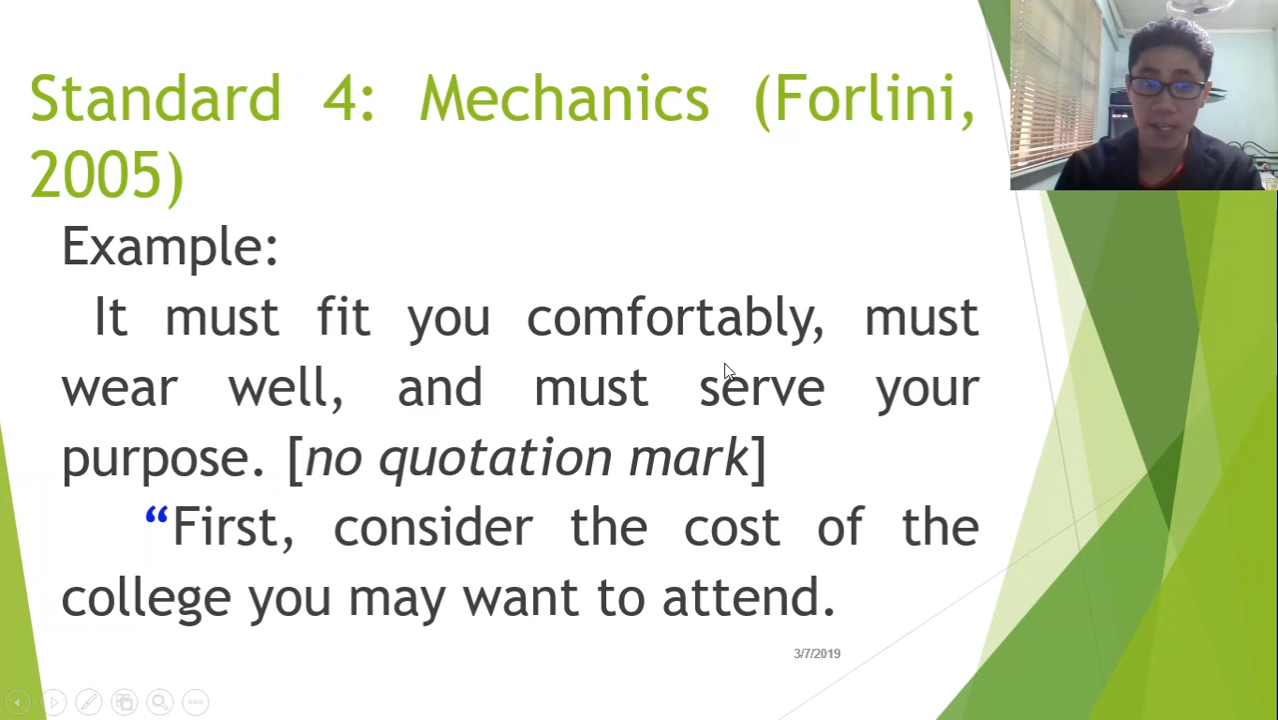 Standard 4: Mechanics (Forlini,
2005)
Example:
It must fit you comfortably, must
wear well, and must serve your
purpose. [no quotation mark]
“First, consider the cost of the
college you may want to attend.
3/7/2019